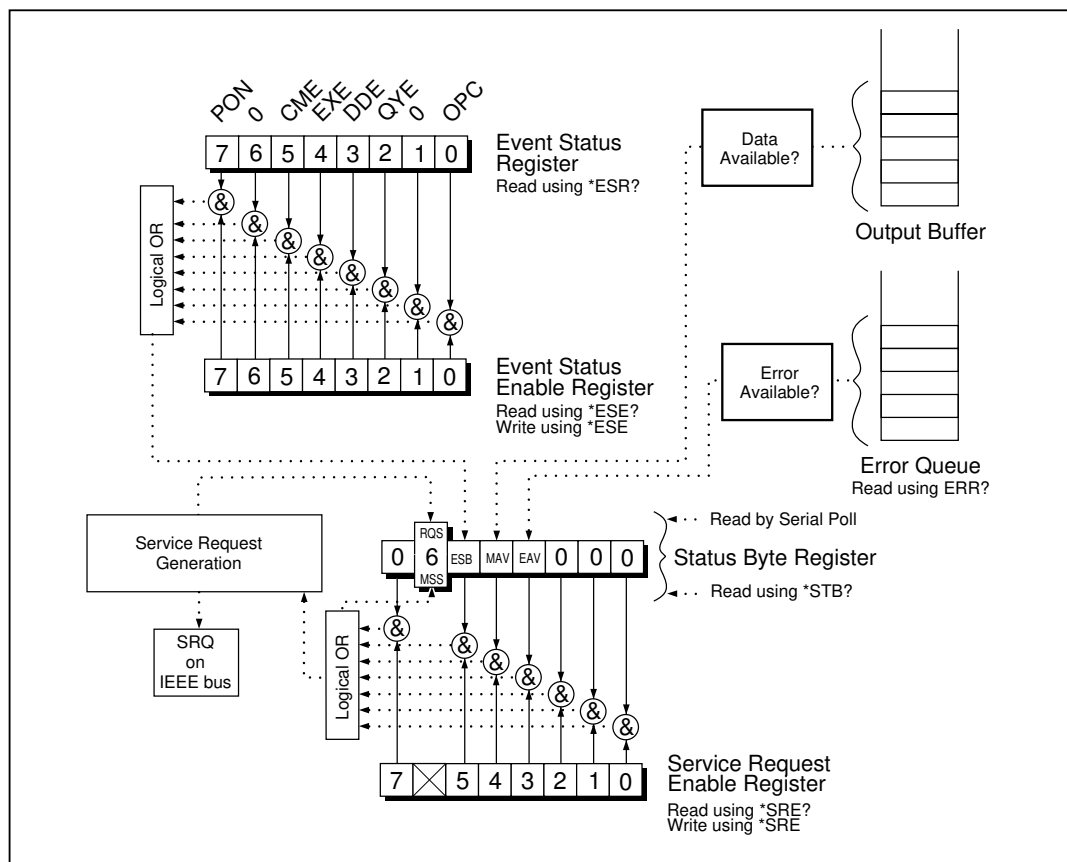 PON 0 CME EXE DDE QYE 0 OPC
7 6 5 4 3 2 1 0
Event Status
Register
Read using *ESR?
& & & & & & & &
Logical OR
7 6 5 4 3 2 1 0
Event Status
Enable Register
Read using *ESE?
Write using *ESE
Data
Available?
Output Buffer
Error
Available?
Error Queue
Read using ERR?
Service Request
Generation
SRQ
on
IEEE bus
RQS
0 6 ESB MAV EAV 0 0 0
MSS
Read by Serial Poll
Status Byte Register
Read using *STB?
Logical OR
& & & & & & &
7 5 4 3 2 1 0
Service Request
Enable Register
Read using *SRE?
Write using *SRE